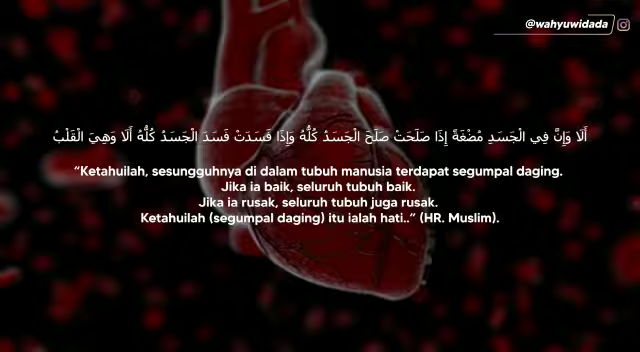 @wahyuwidada
أَلَا وَإِنَّ فِي الْجَسَدِ مُضْغَةً إِذَا صَلَحَتْ صَلَحَ الْجَسَدُ كُلُّهُ وَإِذَا فَسَدَتْ فَسَدَ الْجَسَدُ كُلُّهُ أَلَا وَهِيَ الْقَلْبُ
“Ketahuilah, sesungguhnya di dalam tubuh manusia terdapat segumpal daging.
Jika ia baik, seluruh tubuh baik.
Jika ia rusak, seluruh tubuh juga rusak.
Ketahuilah (segumpal daging) itu ialah hati..” (HR. Muslim).